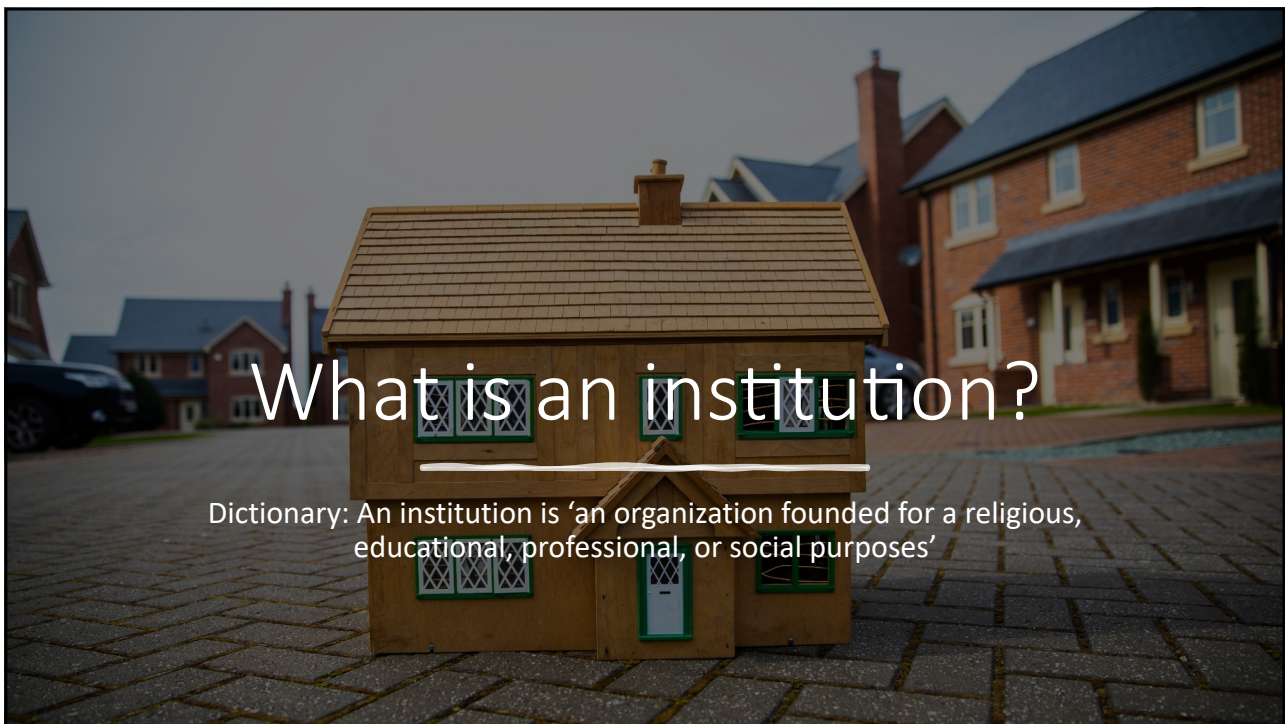 What is an institution?
Dictionary: An institution is ‘an organization founded for a religious,
educational, professional, or social purposes’